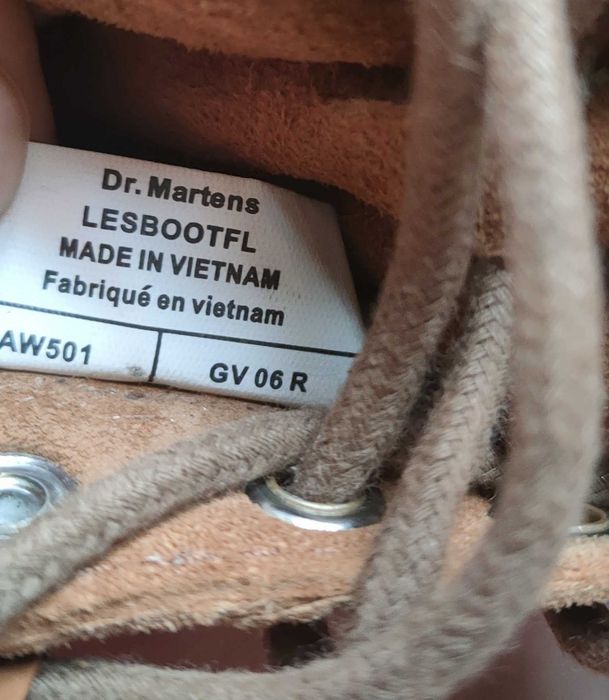 Dr. Martens
LESBOOTFL
MADE IN VIETNAM
Fabriqué en vietnam
AW501
GV 06 R